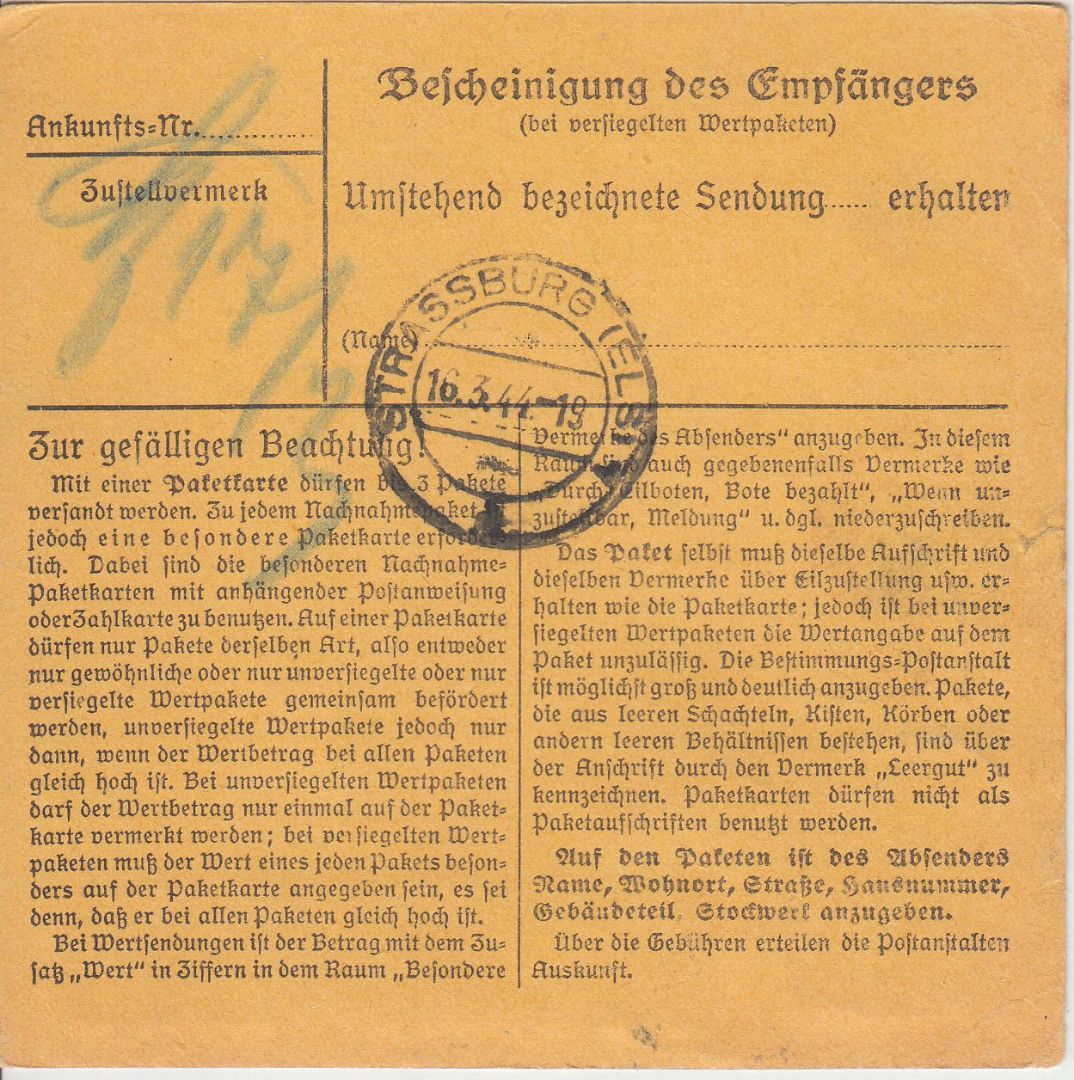 Bescheinigung des Empfängers
(bei versiegelten Wertpaketen)
Ankunfts-Nr.
Zustellvermerk
Umstehend bezeichnete Sendung erhalten
(Name)
STRASSBURG (ELS)
16.3.44.-19
Zur gefälligen Beachtung!
Mit einer Paketkarte dürfen bis 3 Pakete
versandt werden. Zu jedem Nachnahmepaket ist
jedoch eine besondere Paketkarte erforder-
lich. Dabei sind die besonderen Nachnahme-
Paketkarten mit anhängender Postanweisung
oder Zahlkarte zu benutzen. Auf einer Paketkarte
dürfen nur Pakete derselben Art, also entweder
nur gewöhnliche oder nur unversiegelte oder nur
versiegelte Wertpakete gemeinsam befördert
werden, unversiegelte Wertpakete jedoch nur
dann, wenn der Wertbetrag bei allen Paketen
gleich hoch ist. Bei unversiegelten Wertpaketen
darf der Wertbetrag nur einmal auf der Paket-
karte vermerkt werden; bei versiegelten Wert-
paketen muß der Wert eines jeden Pakets beson-
ders auf der Paketkarte angegeben sein, es sei
denn, daß er bei allen Paketen gleich hoch ist.
Bei Wertsendungen ist der Betrag mit dem Zu-
satz „Wert" in Ziffern in dem Raum „Besondere
Vermerke des Absenders" anzugeben. In diesem
Raum sind auch gegebenenfalls Vermerke wie
„Durch Eilboten, Bote bezahlt", „Wenn un-
zustellbar, Meldung" u. dgl. niederzuschreiben.
Das Paket selbst muß dieselbe Aufschrift und
dieselben Vermerke über Eilzustellung usw. er-
halten wie die Paketkarte; jedoch ist bei unver-
siegelten Wertpaketen die Wertangabe auf dem
Paket unzulässig. Die Bestimmungs-Postanstalt
ist möglichst groß und deutlich anzugeben. Pakete,
die aus leeren Schachteln, Kisten, Körben oder
andern leeren Behältnissen bestehen, sind über
der Anschrift durch den Vermerk „Leergut" zu
kennzeichnen. Paketkarten dürfen nicht als
Paketaufschriften benutzt werden.
Auf den Paketen ist des Absenders
Name, Wohnort, Straße, Hausnummer,
Gebäudeteil, Stockwerk anzugeben.
Über die Gebühren erteilen die Postanstalten
Auskunft.